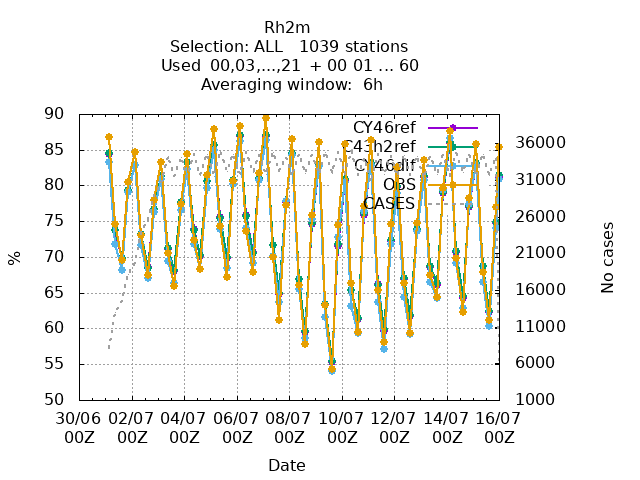 Rh2m
Selection: ALL 1039 stations
Used 00,03,...,21 + 00 01 ... 60
Averaging window: 6h
90
85
80
75
70
65
60
55
50
%
CY46ref
C43h2ref
OBS
CASES
36000
31000
26000
21000
16000
11000
6000
1000
No cases
30/06 02/07 04/07 06/07 08/07 10/07 12/07 14/07 16/07
00Z 00Z 00Z 00Z 00Z 00Z 00Z 00Z 00Z
Date